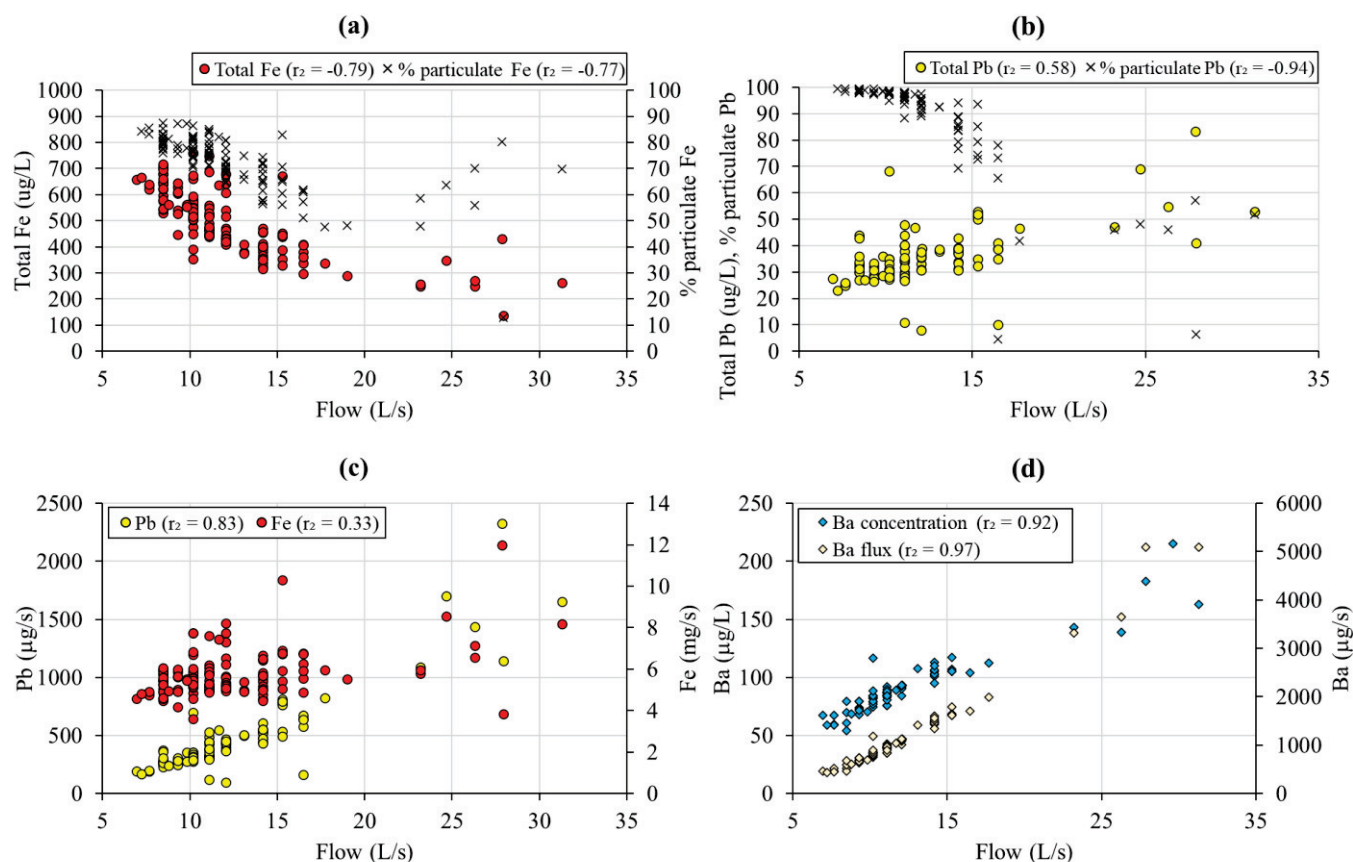 (a)
Total Fe (r2 = -0.79) × % particulate Fe (r2 = -0.77)
1000
900
800
700
600
500
400
300
200
100
0
Total Fe (ug/L)
100
90
80
70
60
50
40
30
20
10
0
% particulate Fe
5 10 15 20 25 30 35
Flow (L/s)
(b)
Total Pb (r2 = 0.58) × % particulate Pb (r2 = -0.94)
100
90
80
70
60
50
40
30
20
10
0
Total Pb (ug/L), % particulate Pb
5 15 25 35
Flow (L/s)
(c)
Pb (r2 = 0.83) Fe (r2 = 0.33)
2500
2000
1500
1000
500
0
Pb (µg/s)
14
12
10
8
6
4
2
0
Fe (mg/s)
5 10 15 20 25 30 35
Flow (L/s)
(d)
Ba concentration (r2 = 0.92)
Ba flux (r2 = 0.97)
250
200
150
100
50
0
Ba (µg/L)
6000
5000
4000
3000
2000
1000
0
Ba (µg/s)
5 15 25 35
Flow (L/s)